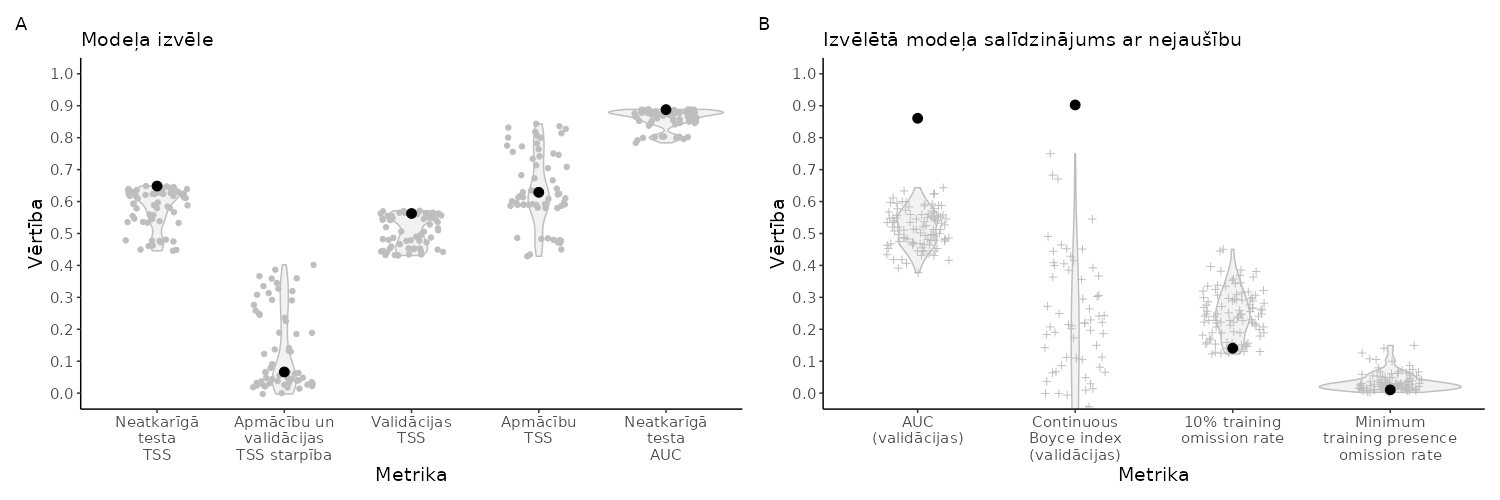 A
Modeļa izvēle
Vērtība
1.0
0.9
0.8
0.7
0.6
0.5
0.4
0.3
0.2
0.1
0.0
Neatkarīgā
testa
TSS
Apmācību un
validācijas
TSS starpība
Validācijas
TSS
Apmācību
TSS
Neatkarīgā
testa
AUC
Metrika
B
Izvēlētā modeļa salīdzinājums ar nejaušību
Vērtība
1.0
0.9
0.8
0.7
0.6
0.5
0.4
0.3
0.2
0.1
0.0
AUC
(validācijas)
Continuous
Boyce index
(validācijas)
10% training
omission rate
Minimum
training presence
omission rate
Metrika